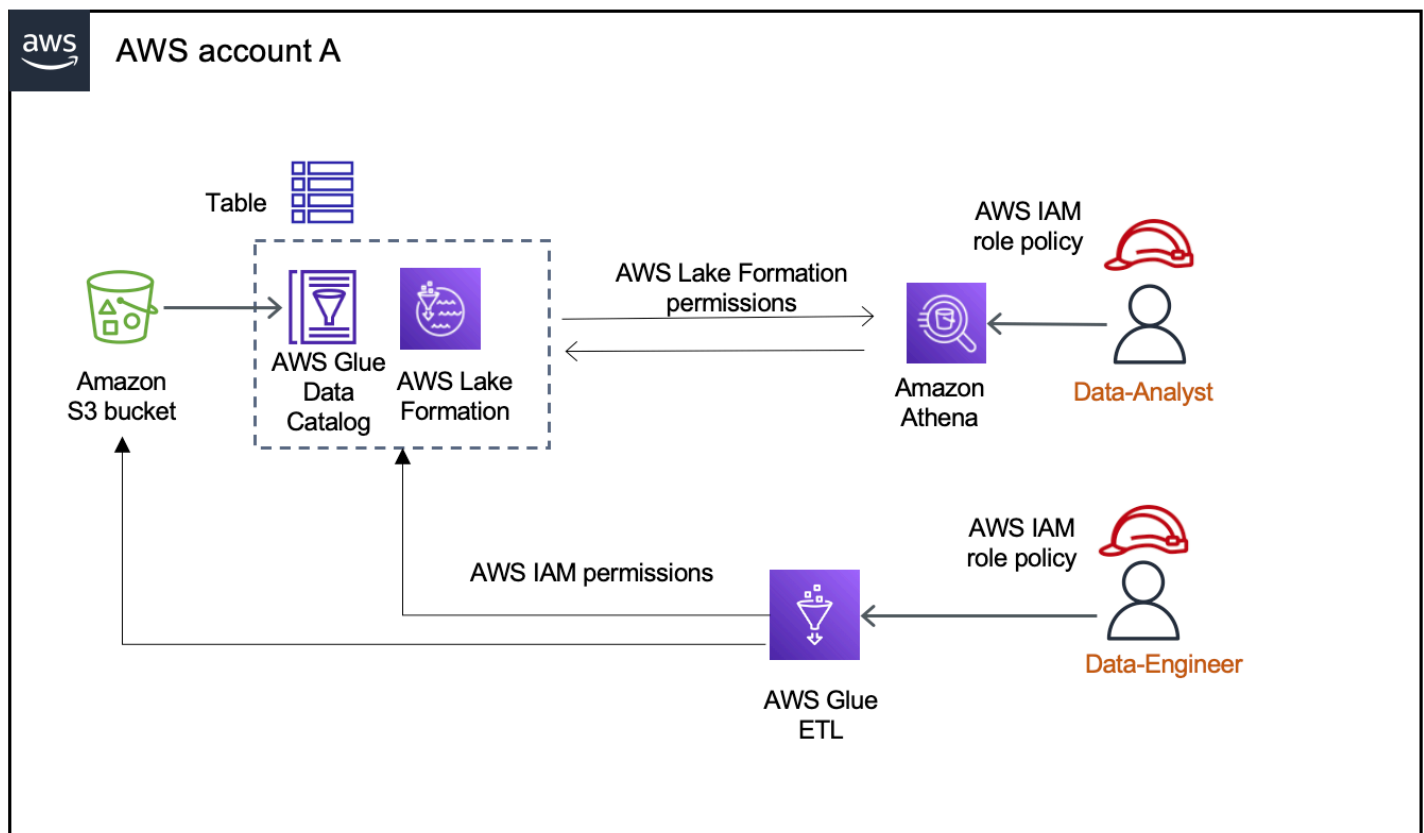 aws
AWS account A
Table
AWS IAM
role policy
AWS Lake Formation
permissions
Amazon
S3 bucket
AWS Glue
Data
Catalog
AWS Lake
Formation
Amazon
Athena
Data-Analyst
AWS IAM
role policy
AWS IAM permissions
Data-Engineer
AWS Glue
ETL